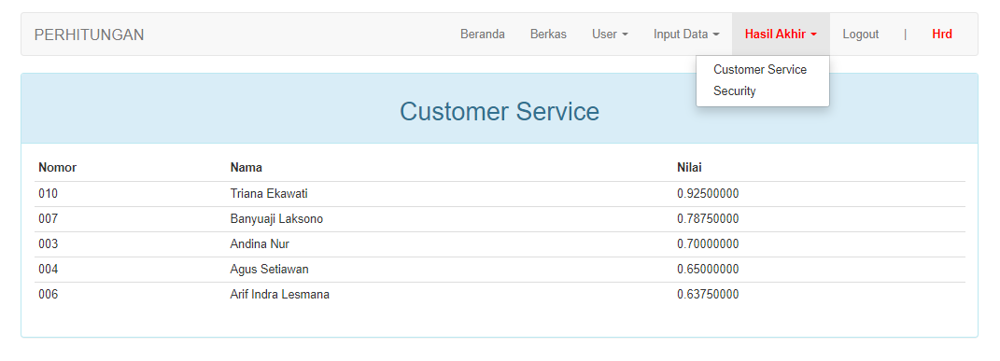 PERHITUNGAN Beranda Berkas User Input Data Hasil Akhir Logout | Hrd
Customer Service
Security
Customer Service
Nomor Nama Nilai
010 Triana Ekawati 0.92500000
007 Banyuaji Laksono 0.78750000
003 Andina Nur 0.70000000
004 Agus Setiawan 0.65000000
006 Arif Indra Lesmana 0.63750000